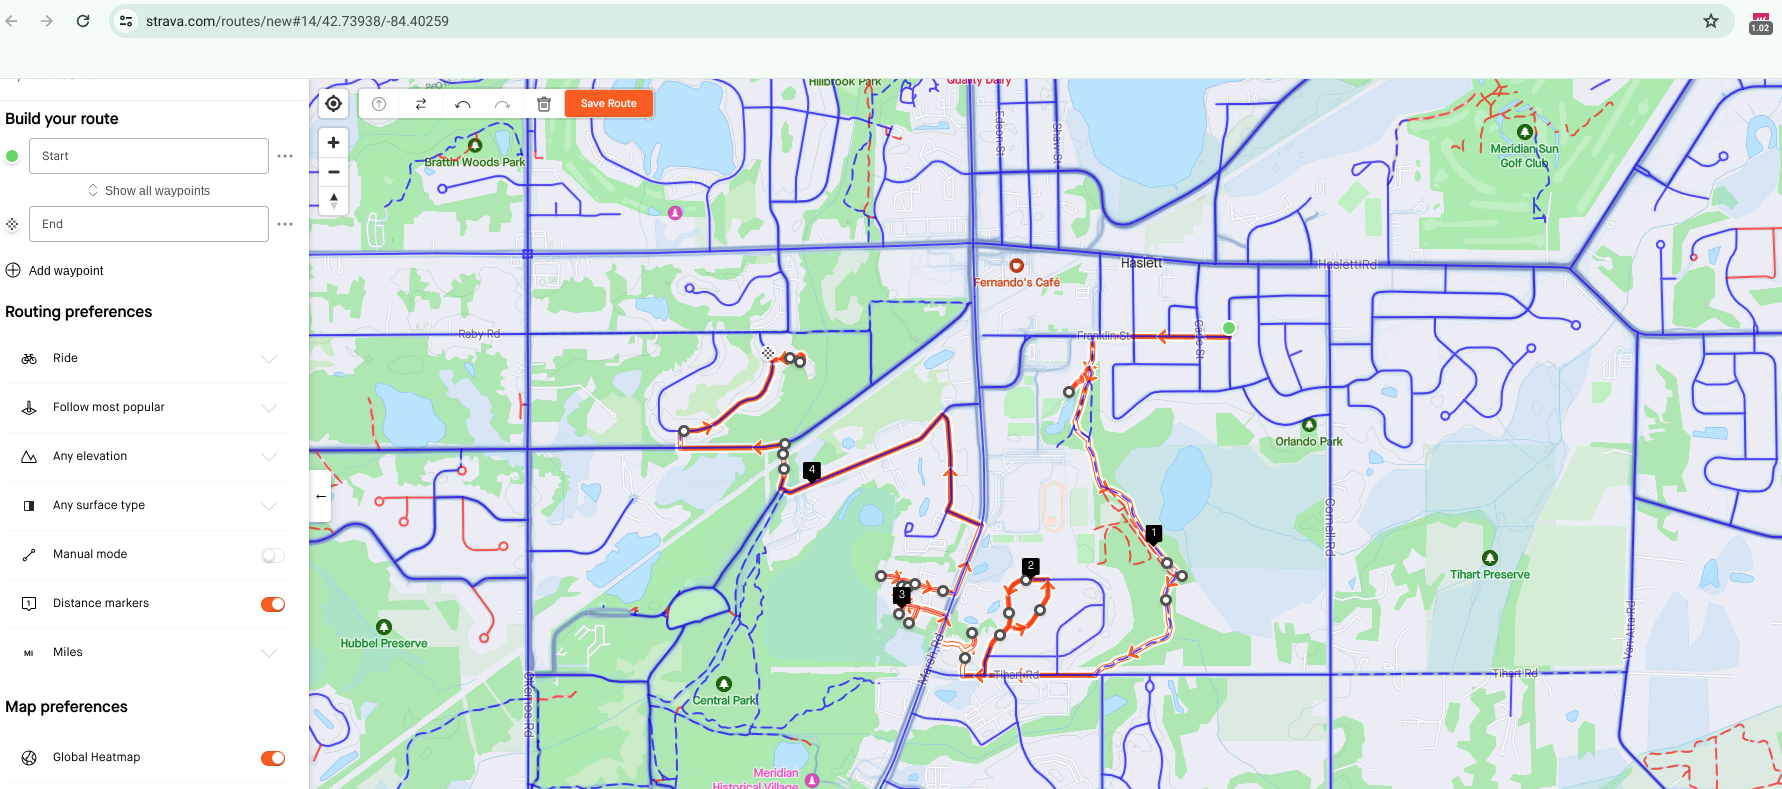 strava.com/routes/new#14/42.73938/-84.40259
1.02
Build your route
Start
Show all waypoints
End
Add waypoint
Routing preferences
Ride
Follow most popular
Any elevation
Any surface type
Manual mode
Distance markers
MI
Miles
Map preferences
Global Heatmap
Save Route
Hillbrook Park
Quality Dairy
Brattin Woods Park
Edson St
Shaw St
Meridian Sun
Golf Club
Haslett
Haslett Rd
Fernando's Café
Raby Rd
Franklin St
Orlando Park
Cornell Rd
4
1
2
3
Tihart Preserve
Hubbel Preserve
Central Park
Marsh Rd
Tihart Rd
Tihart Rd
Van Atta Rd
Okemos Rd
Meridian
Historical Village